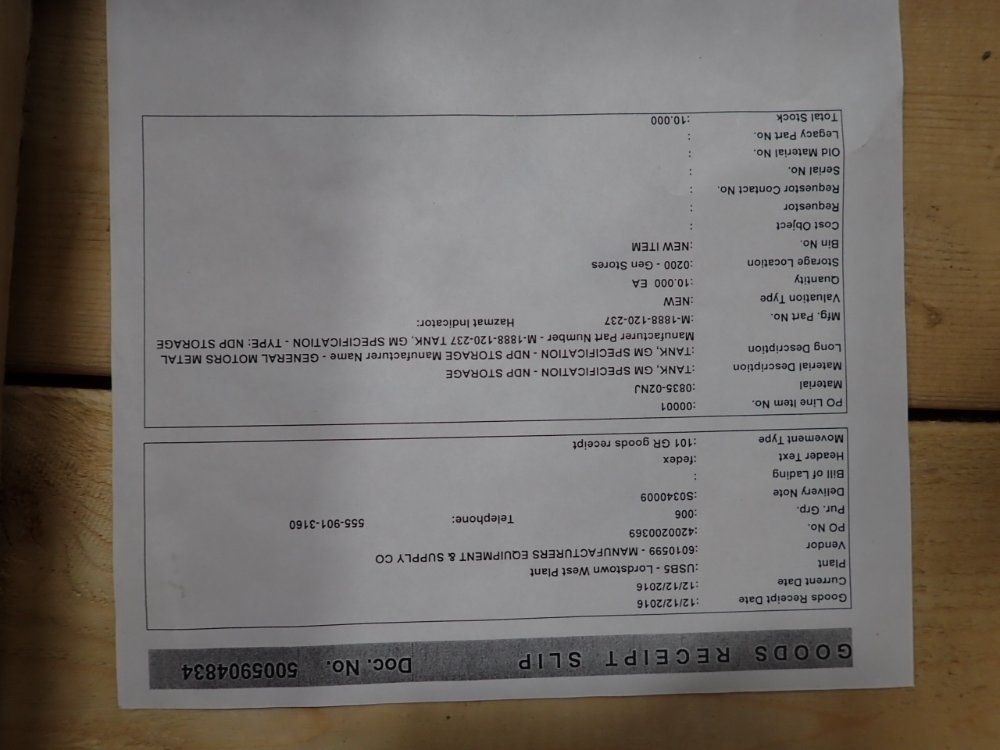 GOODS RECEIPT SLIP Doc. No. 5005904834
Goods Receipt Date :12/12/2016
Current Date :12/12/2016
Plant :USB5 - Lordstown West Plant
Vendor :6010599 - MANUFACTURERS EQUIPMENT & SUPPLY CO
PO No. :4200200369
Pur. Grp. :006 Telephone: 555-901-3160
Delivery Note :S0340009
Bill of Lading :
Header Text :fedex
Movement Type :101 GR goods receipt
PO Line Item No. :00001
Material :0835-02NJ
Material Description :TANK, GM SPECIFICATION - NDP STORAGE
Long Description :TANK, GM SPECIFICATION - NDP STORAGE Manufacturer Name - GENERAL MOTORS METAL
Manufacturer Part Number - M-1888-120-237 TANK, GM SPECIFICATION - TYPE: NDP STORAGE
Mfg. Part No. :M-1888-120-237 Hazmat Indicator:
Valuation Type :NEW
Quantity :10.000 EA
Storage Location :0200 - Gen Stores
Bin No. :NEW ITEM
Cost Object :
Requestor :
Requestor Contact No. :
Serial No. :
Old Material No. :
Legacy Part No. :
Total Stock :10.000